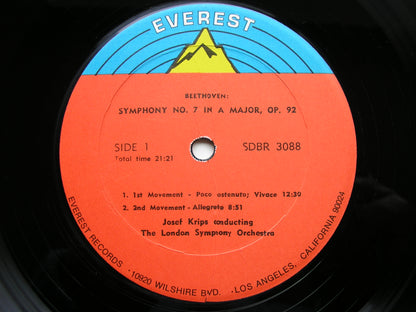 EVEREST
BEETHOVEN:
SYMPHONY NO. 7 IN A MAJOR, OP. 92
SIDE 1
SDBR 3088
Total time 21:21
1. 1st Movement - Poco ostenuto; Vivace 12:30
2. 2nd Movement - Allegreto 8:51
Josef Krips conducting
The London Symphony Orchestra
EVEREST RECORDS · 10920 WILSHIRE BVD. · LOS ANGELES, CALIFORNIA 90024